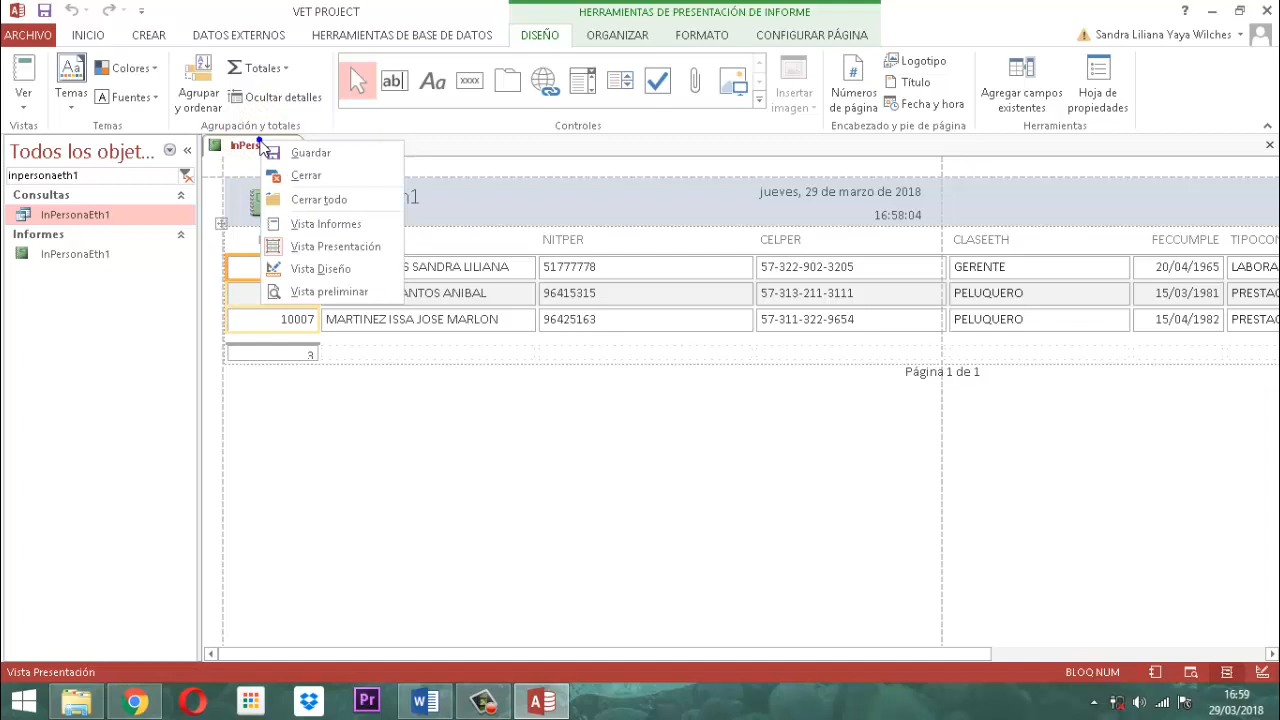 VET PROJECT
HERRAMIENTAS DE PRESENTACIÓN DE INFORME
?
ARCHIVO INICIO CREAR DATOS EXTERNOS HERRAMIENTAS DE BASE DE DATOS DISEÑO ORGANIZAR FORMATO CONFIGURAR PÁGINA Sandra Liliana Yaya Wilches
Ver
Aa Temas
Colores
A Fuentes
Agrupar y ordenar
Totales
Ocultar detalles
ab Aa XXXX
Insertar imagen
Números de página
Logotipo
Título
Fecha y hora
Agregar campos existentes
Hoja de propiedades
Vistas Temas Agrupación y totales Controles Encabezado y pie de página Herramientas
Todos los objet...
inpersonaeth1
Consultas
InPersonaEth1
Informes
InPersonaEth1
InPers
Guardar
Cerrar
Cerrar todo
Vista Informes
Vista Presentación
Vista Diseño
Vista preliminar
jueves, 29 de marzo de 2018
16:58:04
NITPER CELPER CLASEETH FECCUMPLE TIPOCON
SANDRA LILIANA 51777778 57-322-902-3205 GERENTE 20/04/1965 LABORA
ANTOS ANIBAL 96415315 57-313-211-3111 PELUQUERO 15/03/1981 PRESTAC
10007 MARTINEZ ISSA JOSE MARLON 96425163 57-311-322-9654 PELUQUERO 15/04/1982 PRESTAC
3
Página 1 de 1
Vista Presentación
BLOQ NUM
Pr
16:59
29/03/2018